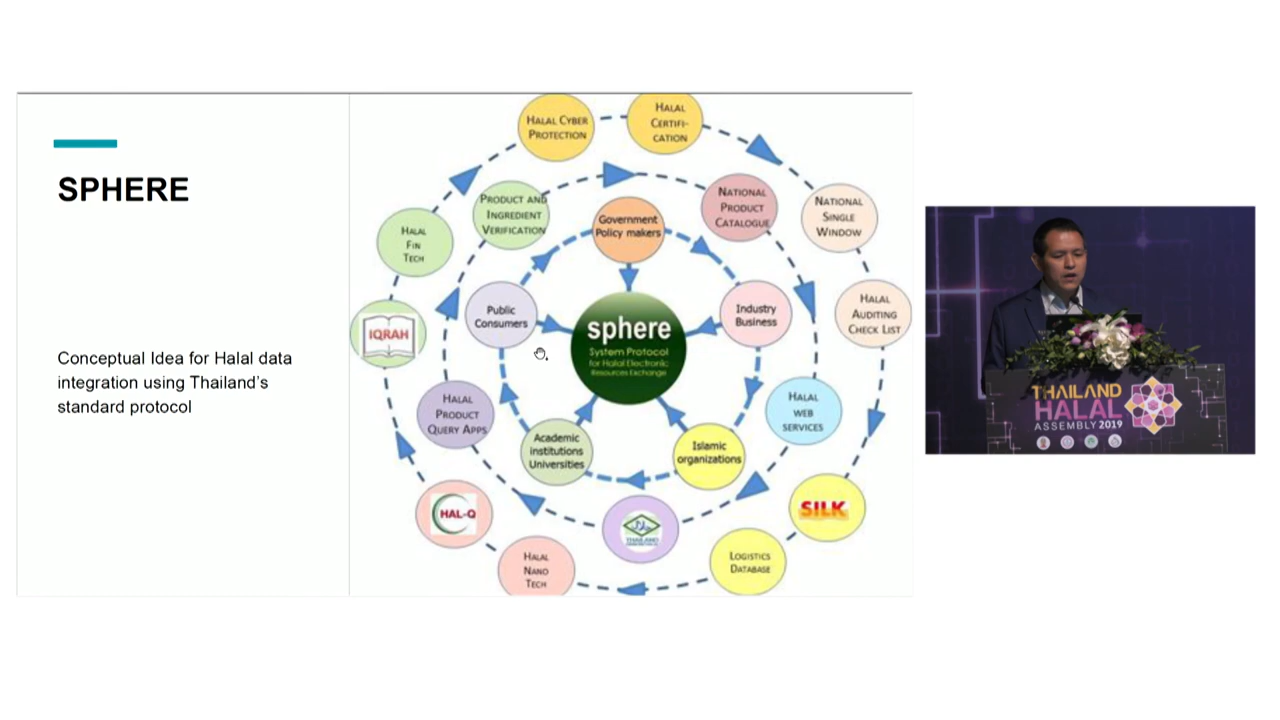 SPHERE
Conceptual Idea for Halal data
integration using Thailand's
standard protocol
HALAL CYBER
PROTECTION
HALAL
CERTIFI-
CATION
PRODUCT AND
INGREDIENT
VERIFICATION
Government
Policy makers
NATIONAL
PRODUCT
CATALOGUE
NATIONAL
SINGLE
WINDOW
HALAL
FIN
TECH
Public
Consumers
sphere
System Protocol
for Halal Electronic
Resources Exchange
Industry
Business
HALAL
AUDITING
CHECK LIST
IQRAH
HALAL
PRODUCT
QUERY APPS
Academic
institutions
Universities
Islamic
organizations
HALAL
WEB
SERVICES
HAL-Q
SILK
HALAL
NANO
TECH
LOGISTICS
DATABASE
THAILAND
HALAL
ASSEMBLY 2019